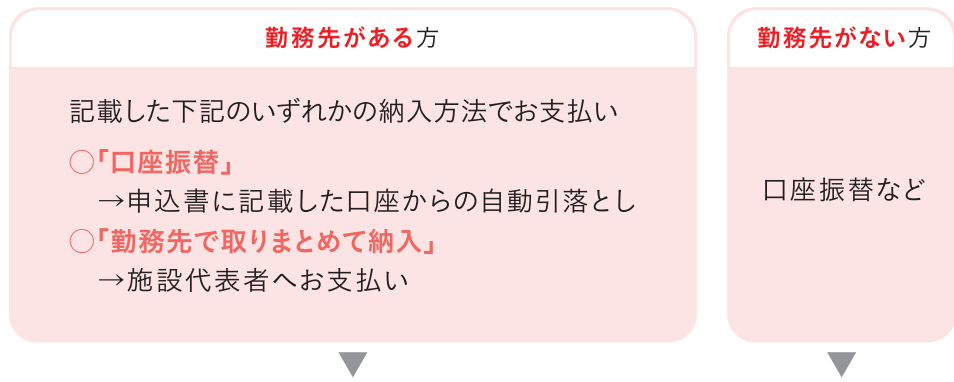 勤務先がある方
記載した下記のいずれかの納入方法でお支払い
○「口座振替」
→申込書に記載した口座からの自動引落とし
○「勤務先で取りまとめて納入」
→施設代表者へお支払い
勤務先がない方
口座振替など